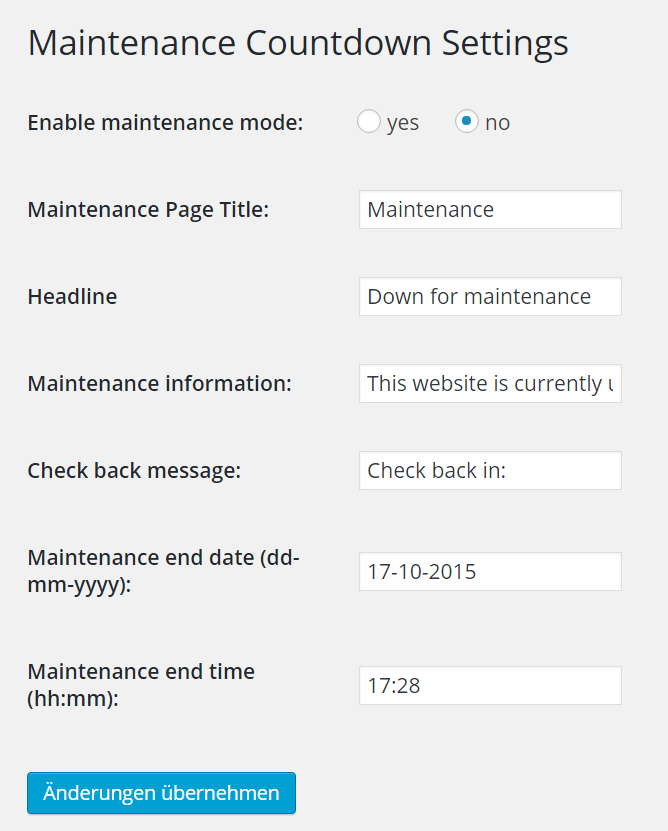 Maintenance Countdown Settings
Enable maintenance mode: yes no
Maintenance Page Title: Maintenance
Headline Down for maintenance
Maintenance information: This website is currently
Check back message: Check back in:
Maintenance end date (dd-
mm-yyyy): 17-10-2015
Maintenance end time
(hh:mm): 17:28
Änderungen übernehmen